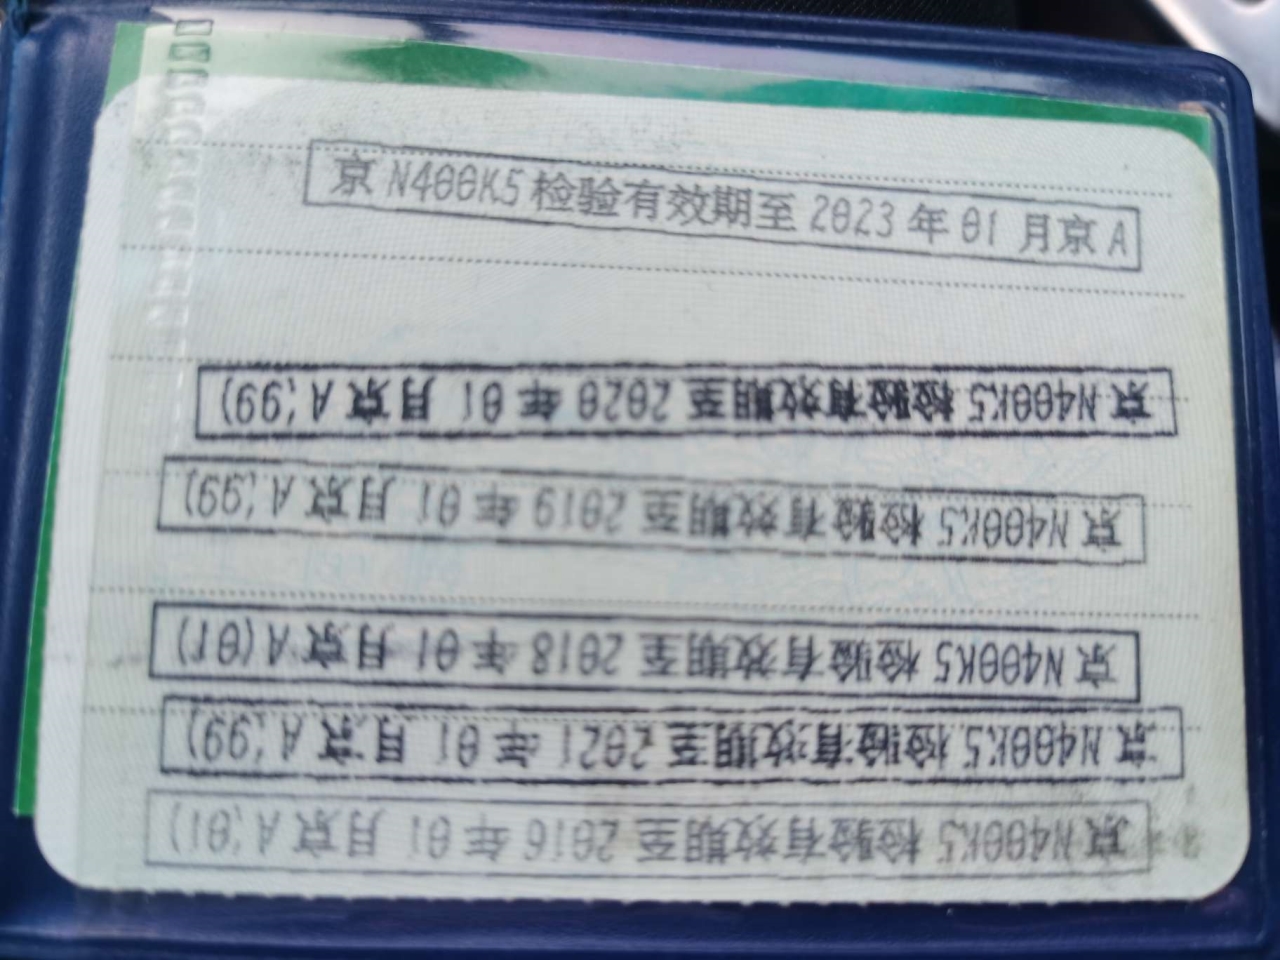 京 N400K5 检验有效期至 2023 年 01 月京 A
京 N400K5 检验有效期至 2020 年 01 月京 A
京 N400K5 检验有效期至 2019 年 01 月京 A
京 N400K5 检验有效期至 2018 年 01 月京 A (01)
京 N400K5 检验有效期至 2021 年 01 月京 A
京 N400K5 检验有效期至 2016 年 01 月京 A